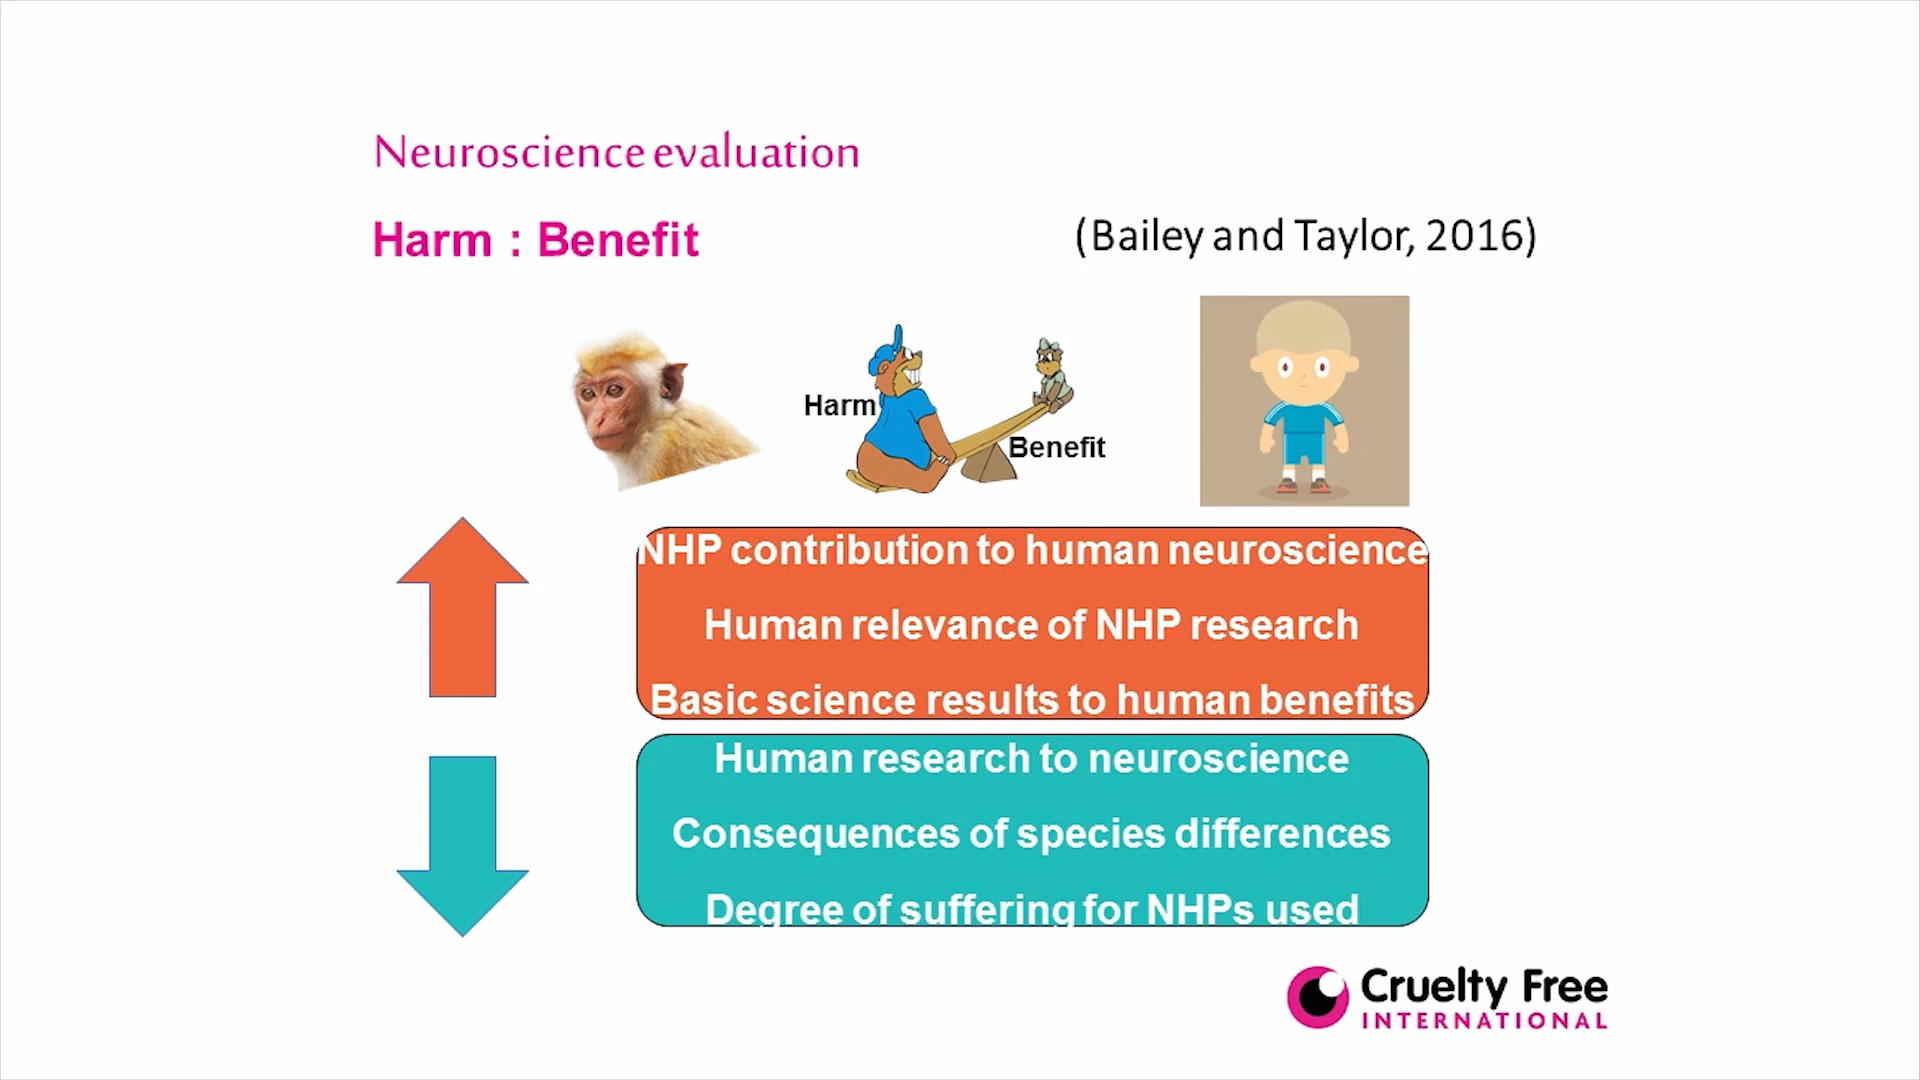 Neuroscience evaluation
Harm : Benefit
(Bailey and Taylor, 2016)
Harm
Benefit
NHP contribution to human neuroscience
Human relevance of NHP research
Basic science results to human benefits
Human research to neuroscience
Consequences of species differences
Degree of suffering for NHPs used
Cruelty Free
INTERNATIONAL